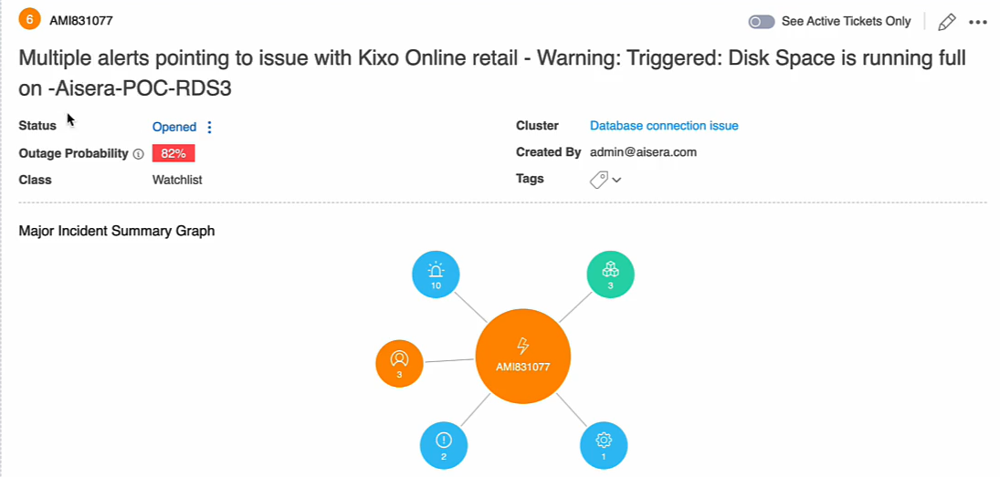 6 AMI831077 See Active Tickets Only
Multiple alerts pointing to issue with Kixo Online retail - Warning: Triggered: Disk Space is running full
on -Aisera-POC-RDS3
Status Opened Cluster Database connection issue
Outage Probability 82% Created By admin@aisera.com
Class Watchlist Tags
Major Incident Summary Graph
10 3
3 AMI831077
2 1